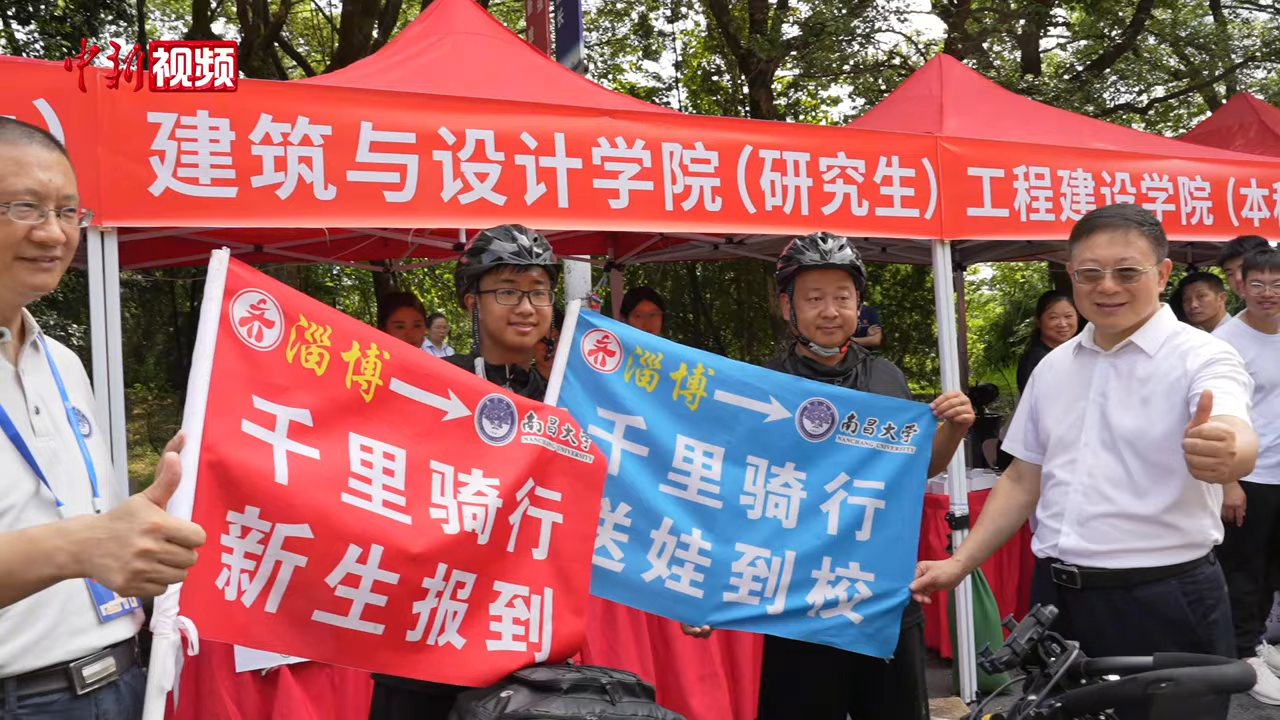 中新视频
）
建筑与设计学院（研究生）
工程建设学院（本科
淄博
南昌大学
NANCHANG UNIVERSITY
千里骑行
新生报到
淄博
南昌大学
NANCHANG UNIVERSITY
千里骑行
送娃到校